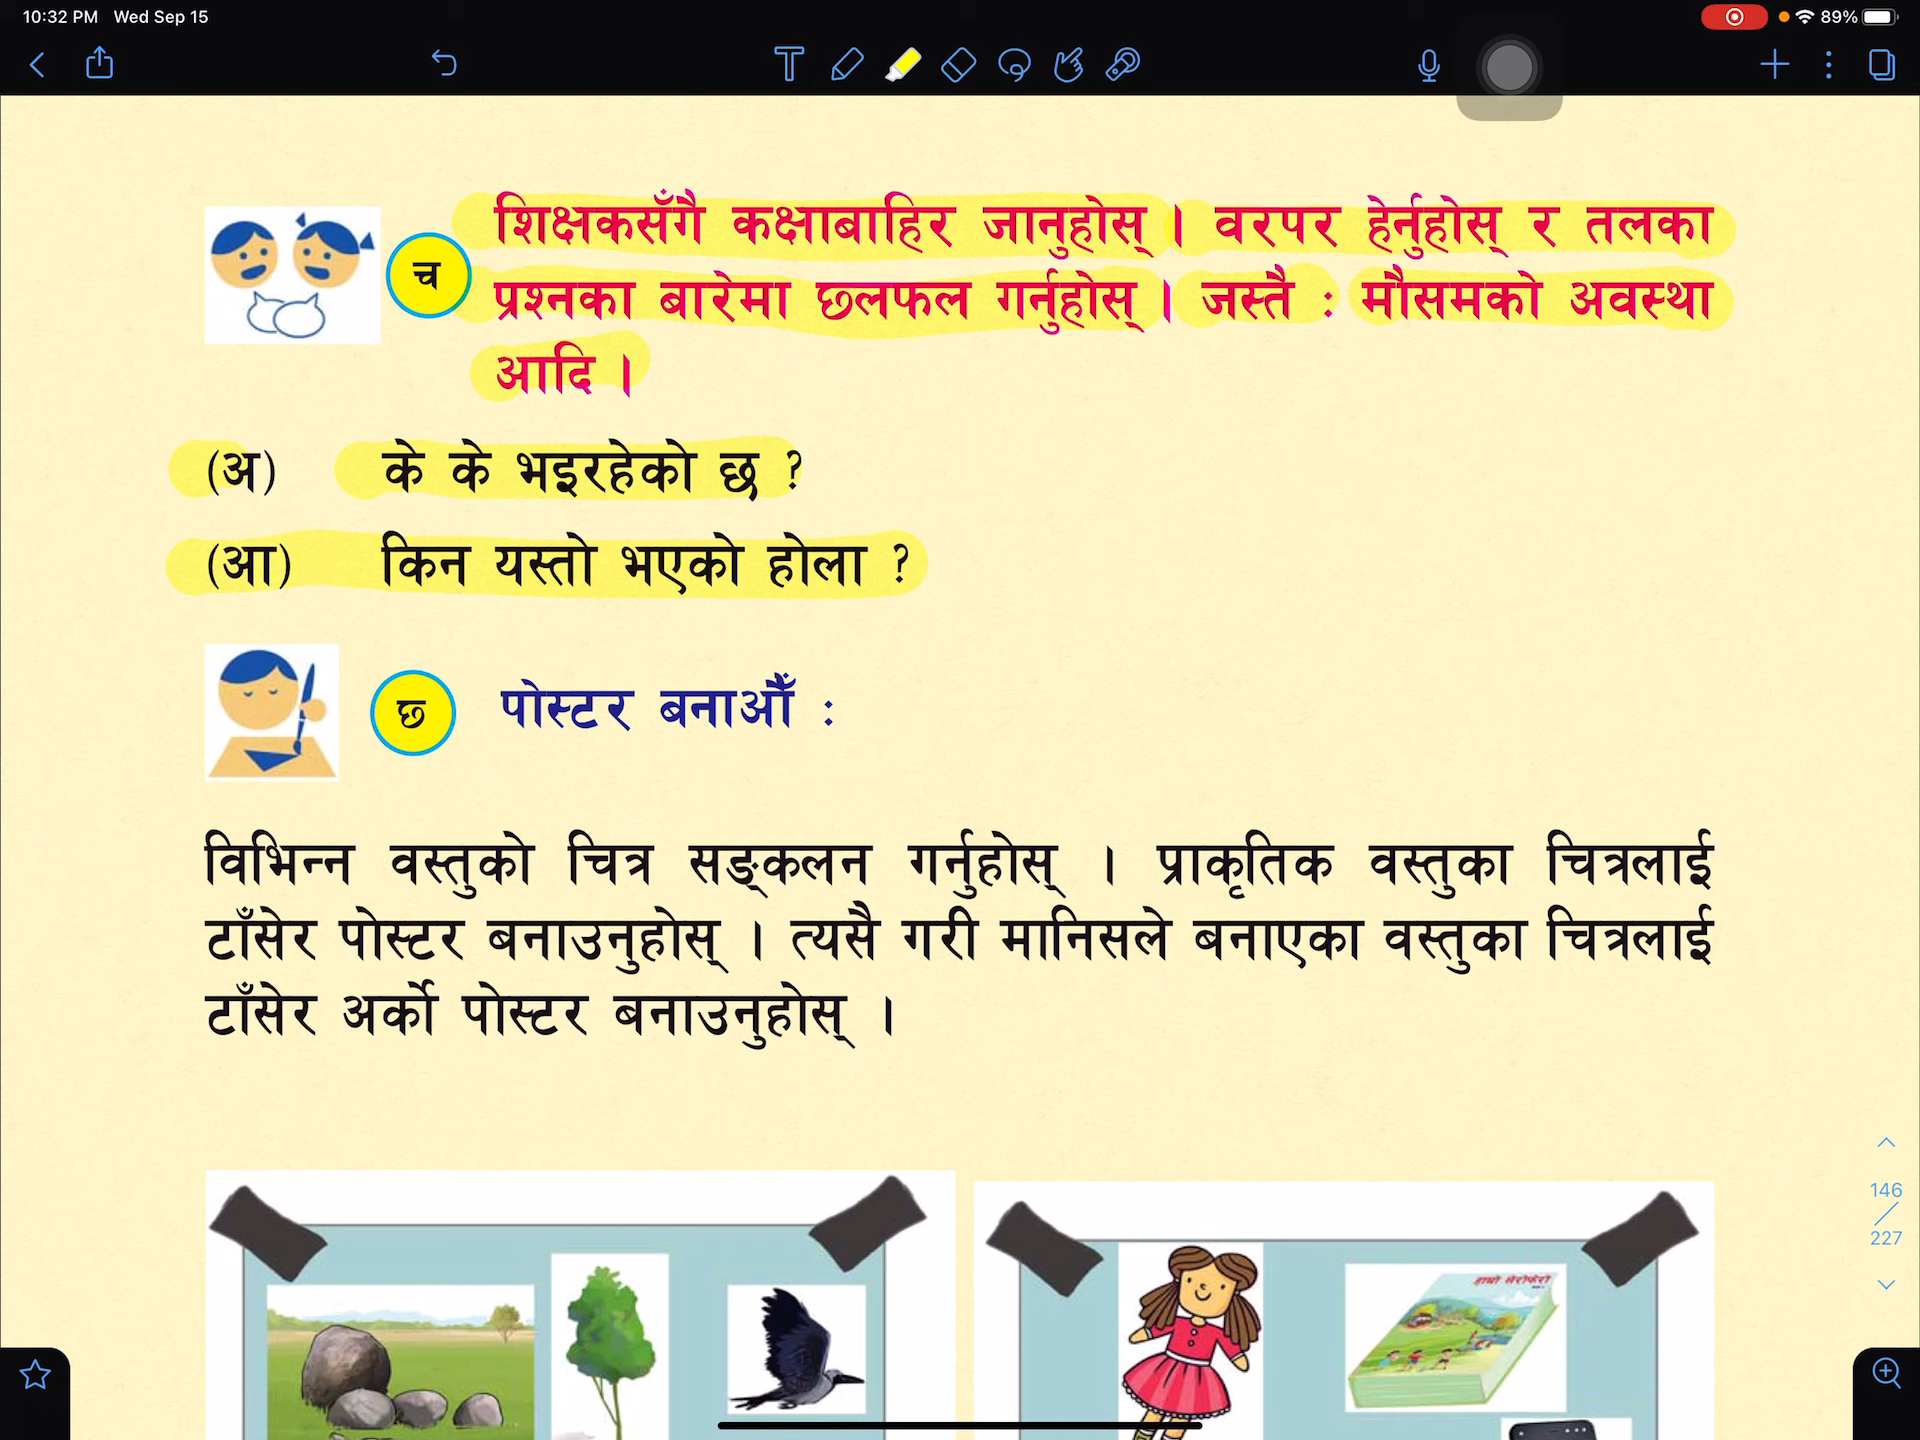 10:32 PM Wed Sep 15
89%
शिक्षकसँगै कक्षाबाहिर जानुहोस् । वरपर हेर्नुहोस् र तलका
च
प्रश्नका बारेमा छलफल गर्नुहोस् । जस्तै : मौसमको अवस्था
आदि ।
(अ) के के भइरहेको छ ?
(आ) किन यस्तो भएको होला ?
छ पोस्टर बनाऔँ :
विभिन्न वस्तुको चित्र सङ्कलन गर्नुहोस् । प्राकृतिक वस्तुका चित्रलाई
टाँसेर पोस्टर बनाउनुहोस् । त्यसै गरी मानिसले बनाएका वस्तुका चित्रलाई
टाँसेर अर्को पोस्टर बनाउनुहोस् ।
146
227
हाम्रो सेरोफेरो